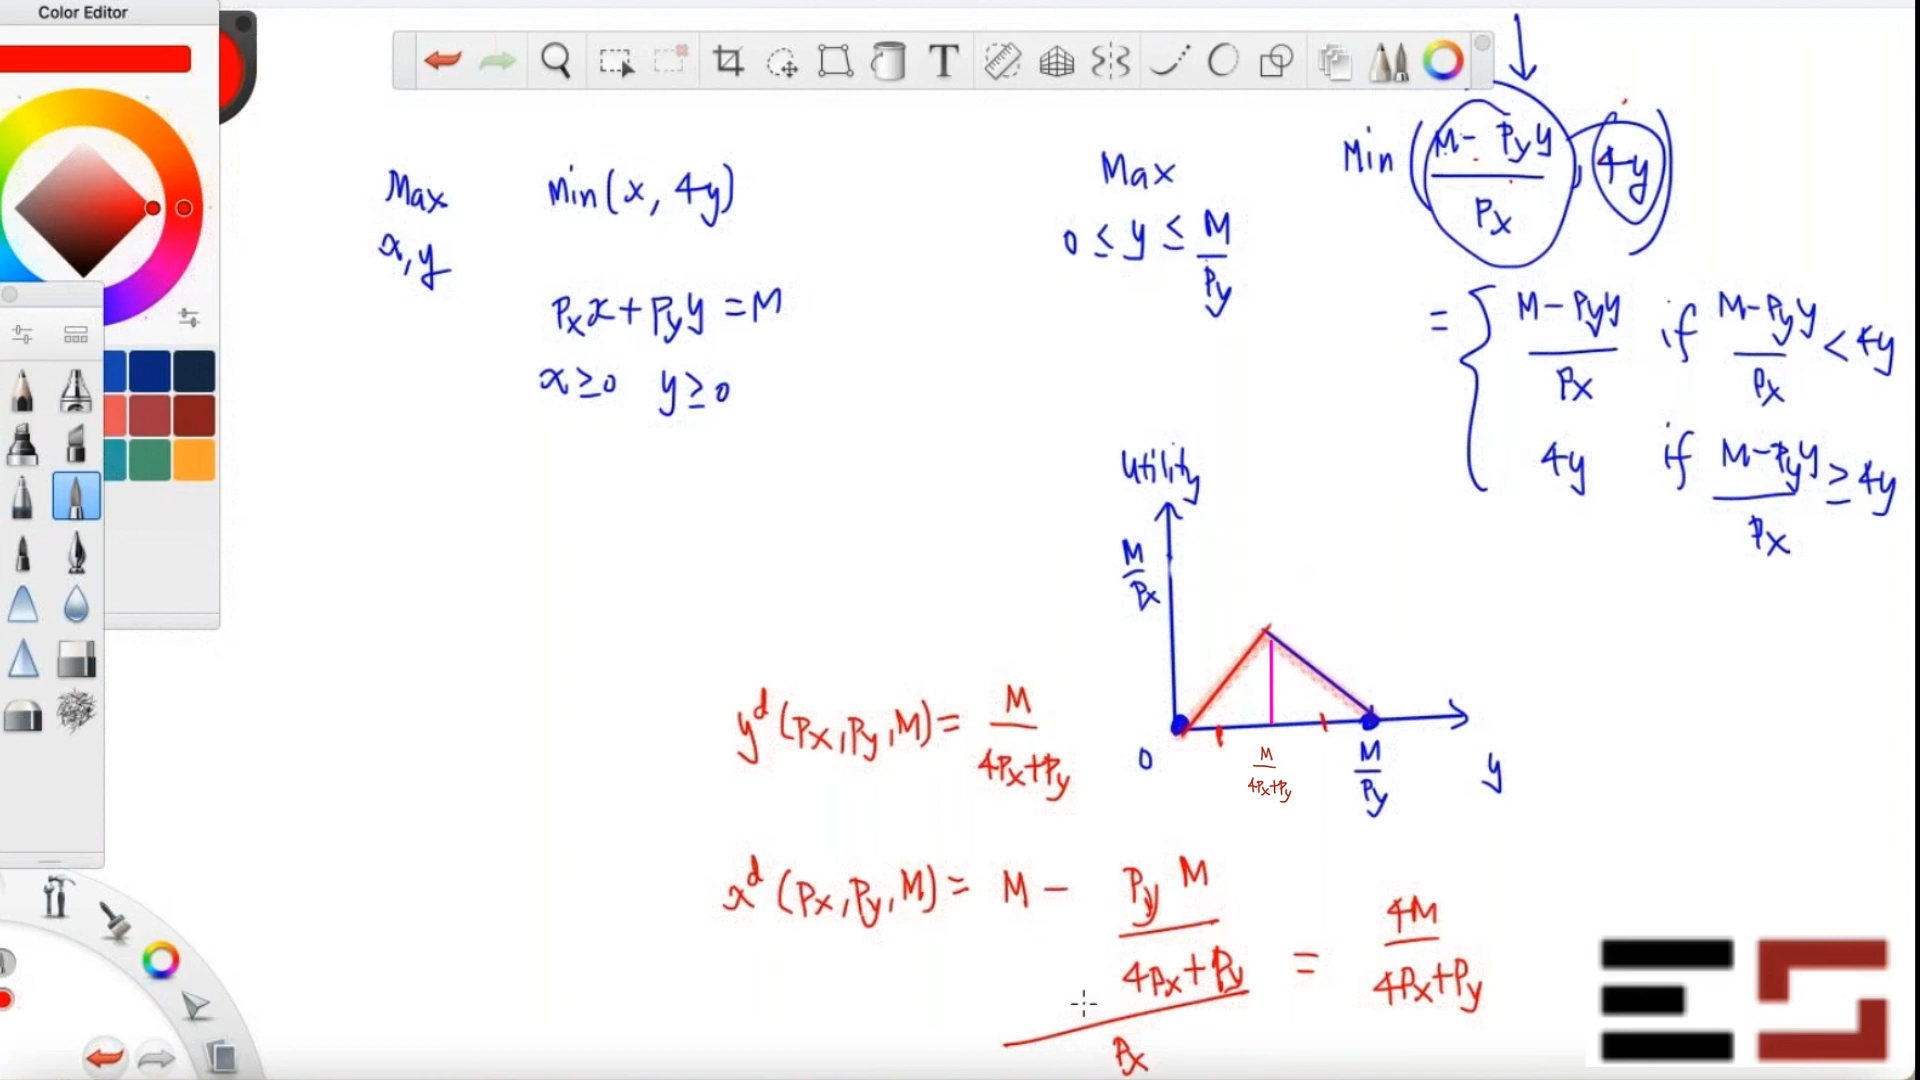 Color Editor
T
Max min(x, 4y)
x,y
Pxx + Pyy = M
x≥0 y≥0
Max Min (M - Pyy / Px , 4y)
0 ≤ y ≤ M/Py
= { M - Pyy / Px if M - Pyy / Px < 4y
4y if M - Pyy / Px ≥ 4y
Utility
M/Px
0 M/4Px+Py M/Py y
y^d (Px, Py, M) = M/4Px+Py
x^d (Px, Py, M) = M - PyM/4Px+Py / Px = 4M/4Px+Py
ES